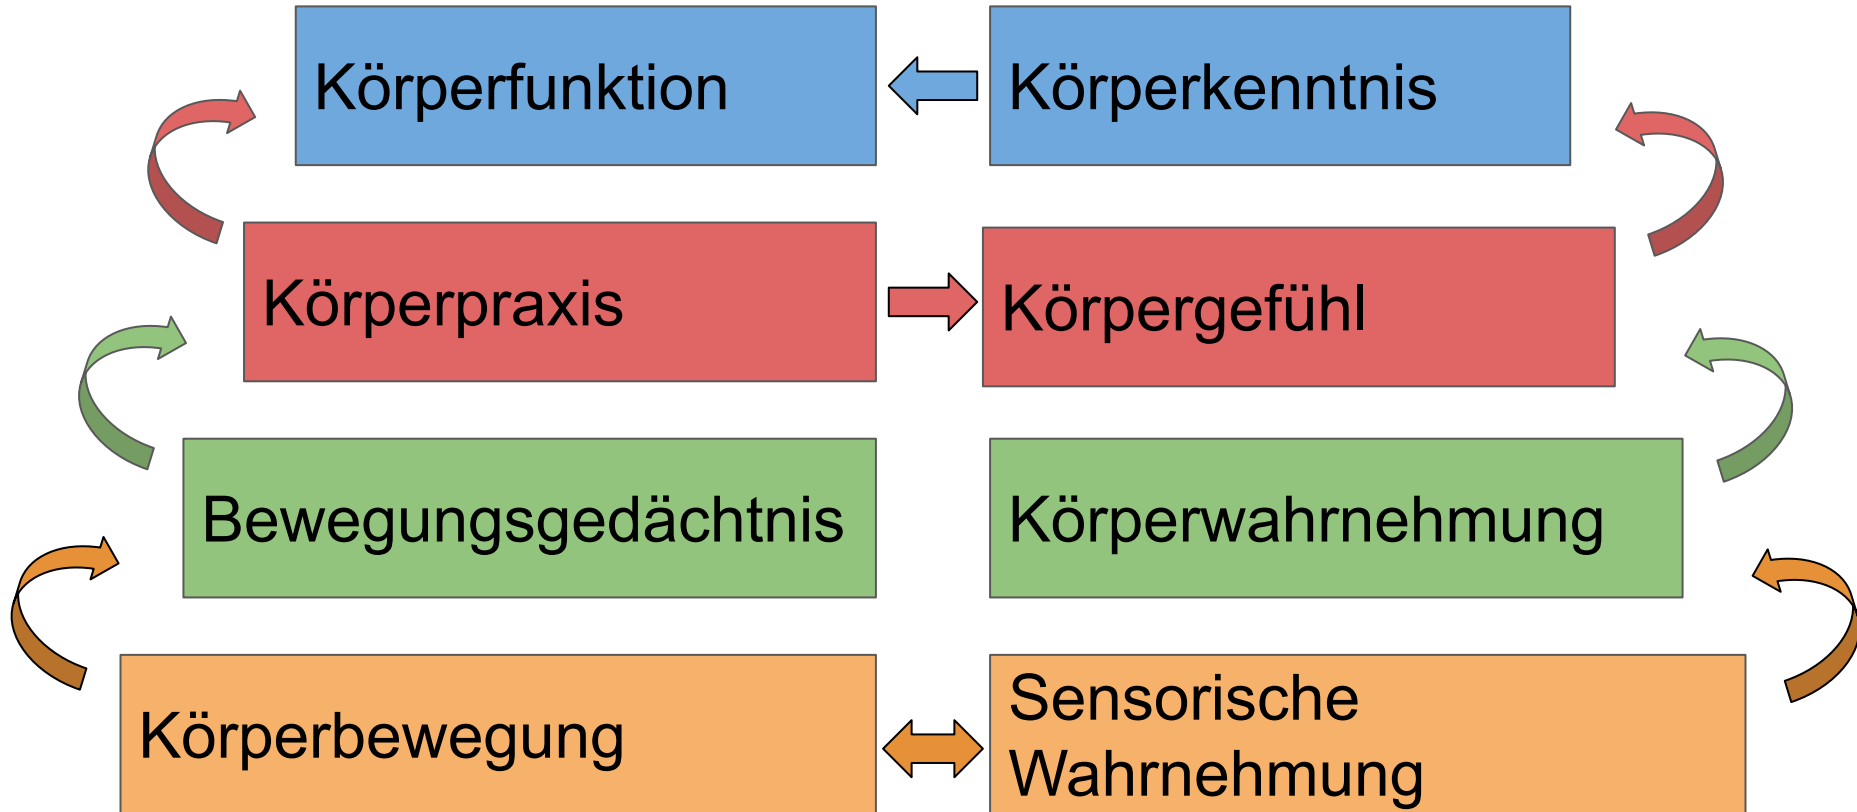 Körperfunktion
Körperkenntnis
Körperpraxis
Körpergefühl
Bewegungsgedächtnis
Körperwahrnehmung
Körperbewegung
Sensorische
Wahrnehmung